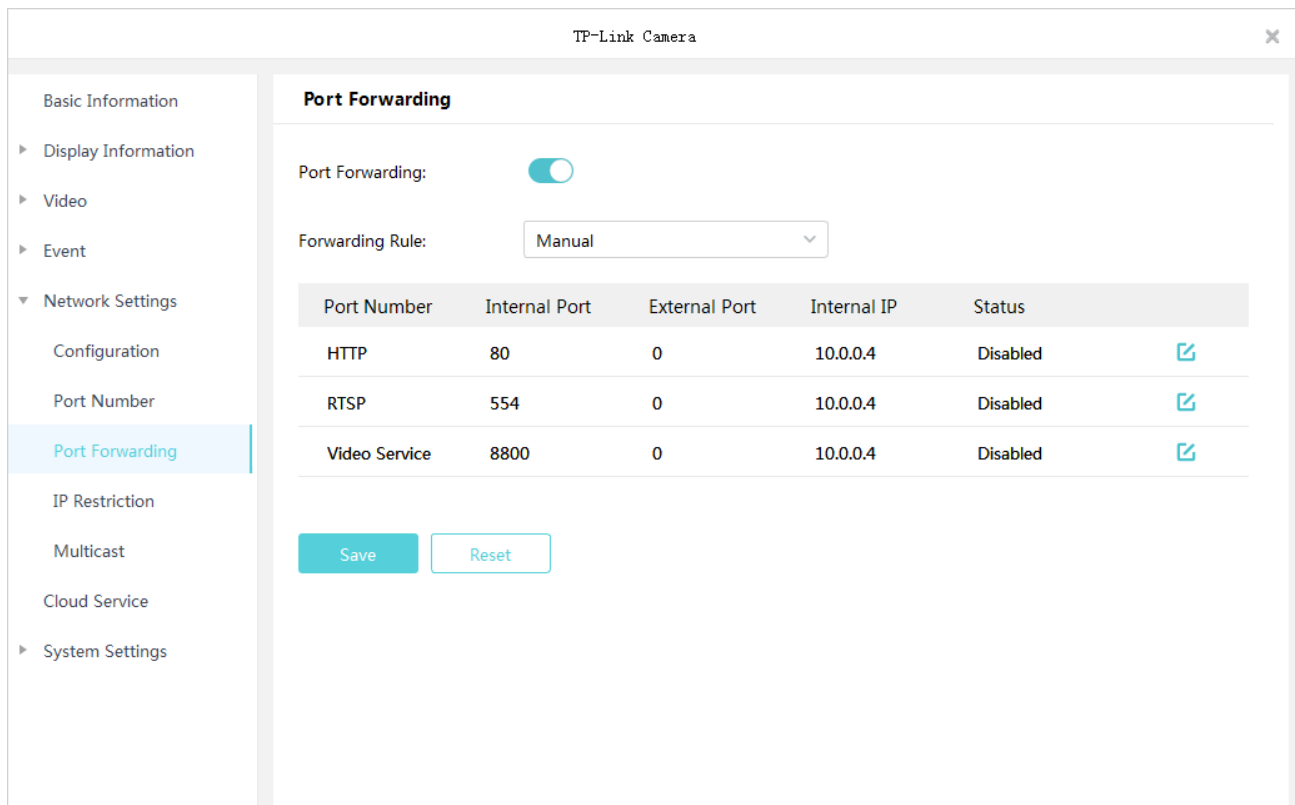 TP-Link Camera
Basic Information
Display Information
Video
Event
Network Settings
Configuration
Port Number
Port Forwarding
IP Restriction
Multicast
Cloud Service
System Settings
Port Forwarding
Port Forwarding:
Forwarding Rule: Manual
Port Number Internal Port External Port Internal IP Status
HTTP 80 0 10.0.0.4 Disabled
RTSP 554 0 10.0.0.4 Disabled
Video Service 8800 0 10.0.0.4 Disabled
Save Reset